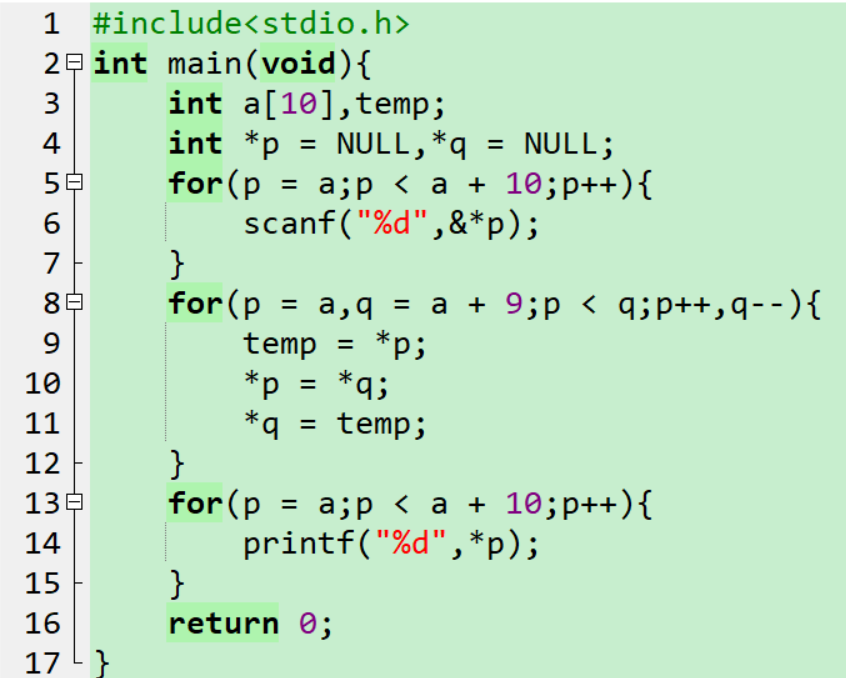 1 #include<stdio.h>
2 int main(void){
3 int a[10],temp;
4 int *p = NULL,*q = NULL;
5 for(p = a;p < a + 10;p++){
6 scanf("%d",&*p);
7 }
8 for(p = a,q = a + 9;p < q;p++,q--){
9 temp = *p;
10 *p = *q;
11 *q = temp;
12 }
13 for(p = a;p < a + 10;p++){
14 printf("%d",*p);
15 }
16 return 0;
17 }